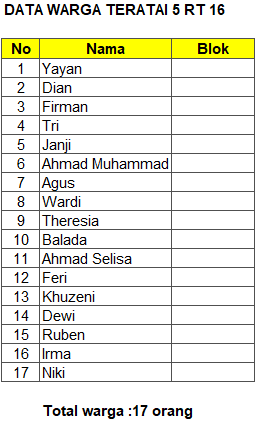 DATA WARGA TERATAI 5 RT 16
No Nama Blok
1 Yayan
2 Dian
3 Firman
4 Tri
5 Janji
6 Ahmad Muhammad
7 Agus
8 Wardi
9 Theresia
10 Balada
11 Ahmad Selisa
12 Feri
13 Khuzeni
14 Dewi
15 Ruben
16 Irma
17 Niki
Total warga :17 orang